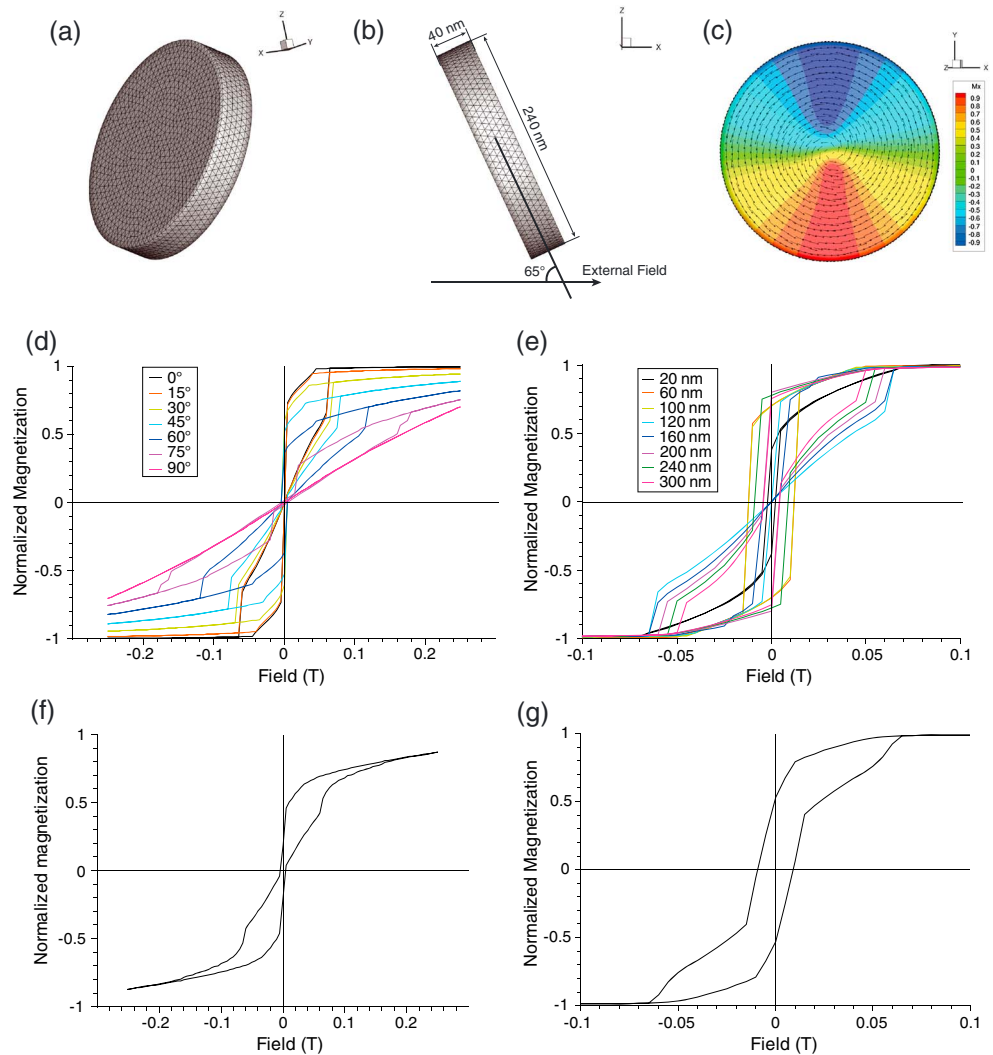 (a)
Z
X
Y
(b)
40 nm
240 nm
65°
External Field
Z
Y
X
(c)
Y
Z
X
Mx
0.9
0.8
0.7
0.6
0.5
0.4
0.3
0.2
0.1
0
-0.1
-0.2
-0.3
-0.4
-0.5
-0.6
-0.7
-0.8
-0.9
(d)
Normalized Magnetization
1
0.5
0
-0.5
-1
0°
15°
30°
45°
60°
75°
90°
-0.2
-0.1
0
0.1
0.2
Field (T)
(e)
Normalized Magnetization
1
0.5
0
-0.5
-1
20 nm
60 nm
100 nm
120 nm
160 nm
200 nm
240 nm
300 nm
-0.1
-0.05
0
0.05
0.1
Field (T)
(f)
Normalized magnetization
1
0.5
0
-0.5
-1
-0.2
-0.1
0
0.1
0.2
Field (T)
(g)
Normalized Magnetization
1
0.5
0
-0.5
-1
-0.1
-0.05
0
0.05
0.1
Field (T)